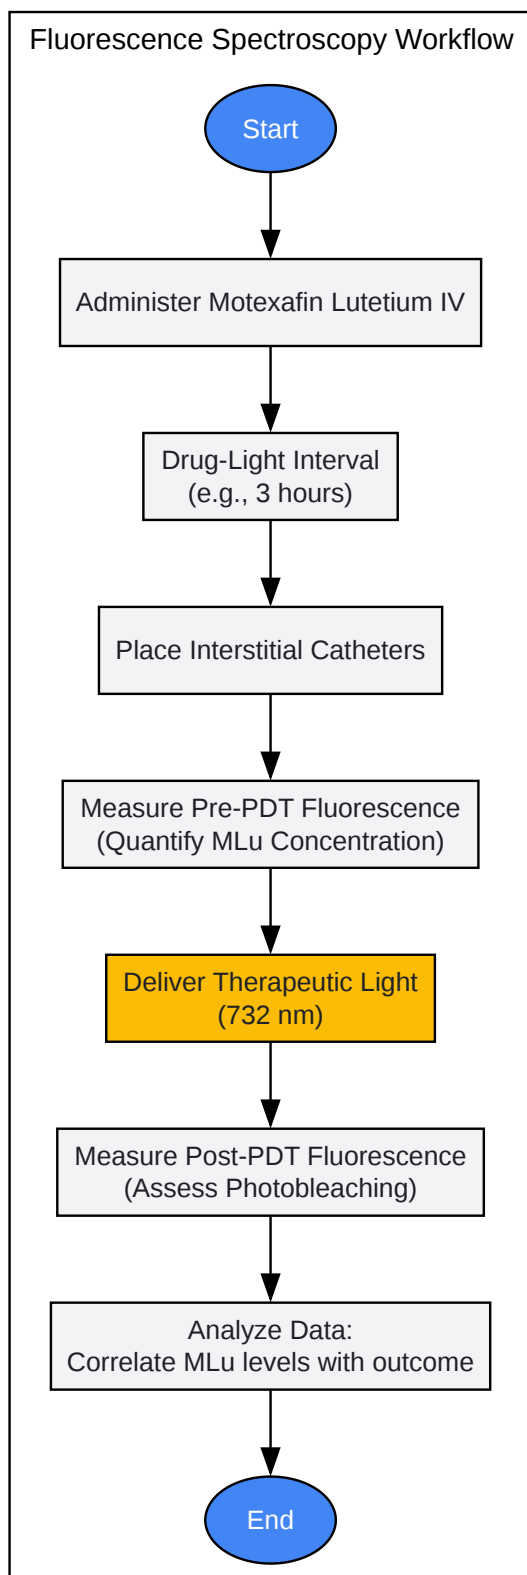 Fluorescence Spectroscopy Workflow
Start
Administer Motexafin Lutetium IV
Drug-Light Interval
(e.g., 3 hours)
Place Interstitial Catheters
Measure Pre-PDT Fluorescence
(Quantify MLu Concentration)
Deliver Therapeutic Light
(732 nm)
Measure Post-PDT Fluorescence
(Assess Photobleaching)
Analyze Data:
Correlate MLu levels with outcome
End